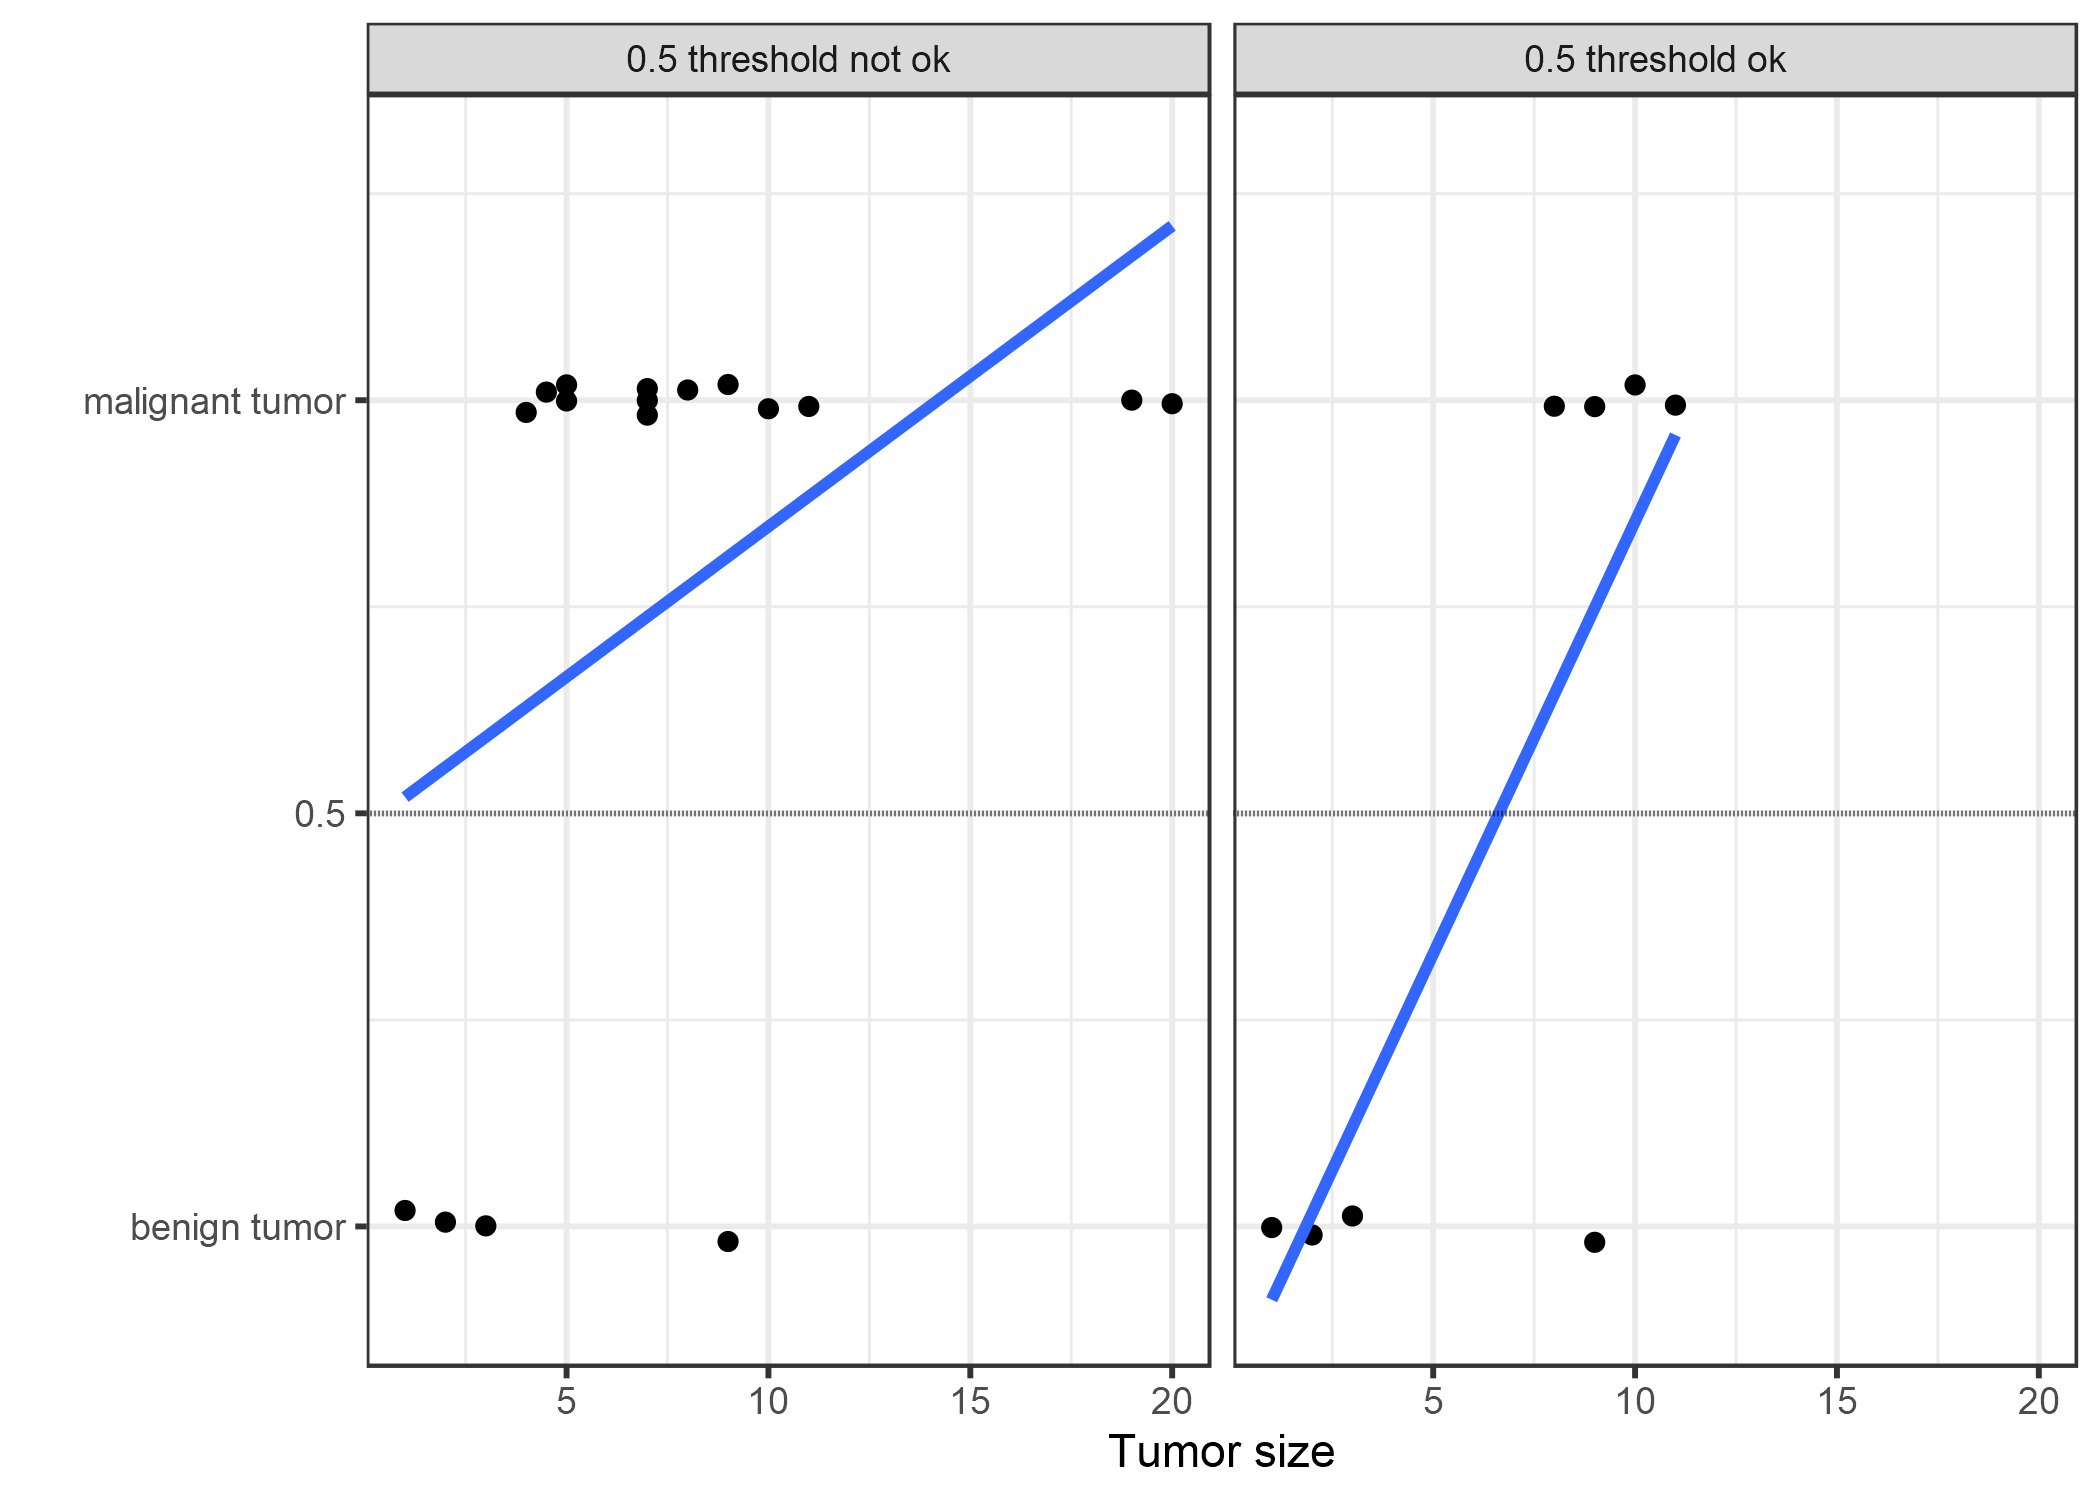 0.5 threshold not ok
0.5 threshold ok
malignant tumor
0.5
benign tumor
5 10 15 20
5 10 15 20
Tumor size